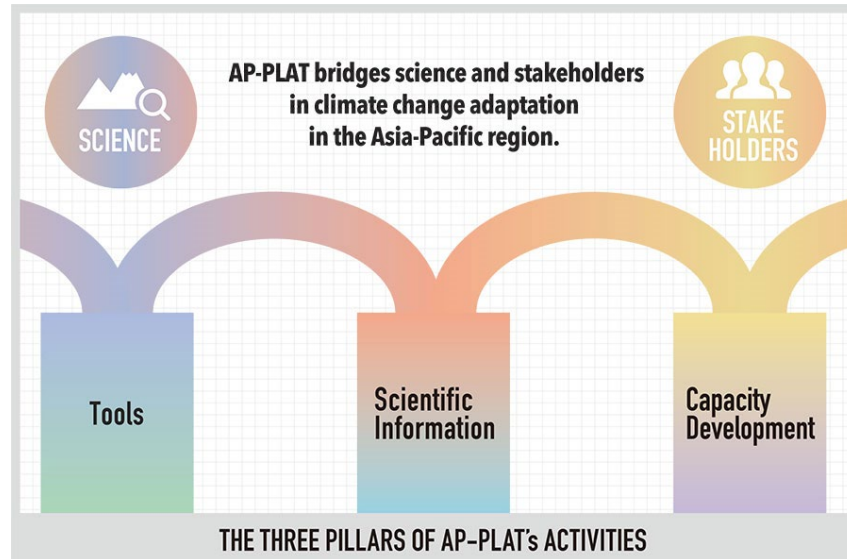 AP-PLAT bridges science and stakeholders
in climate change adaptation
in the Asia-Pacific region.
SCIENCE
STAKE
HOLDERS
Tools
Scientific
Information
Capacity
Development
THE THREE PILLARS OF AP-PLAT's ACTIVITIES